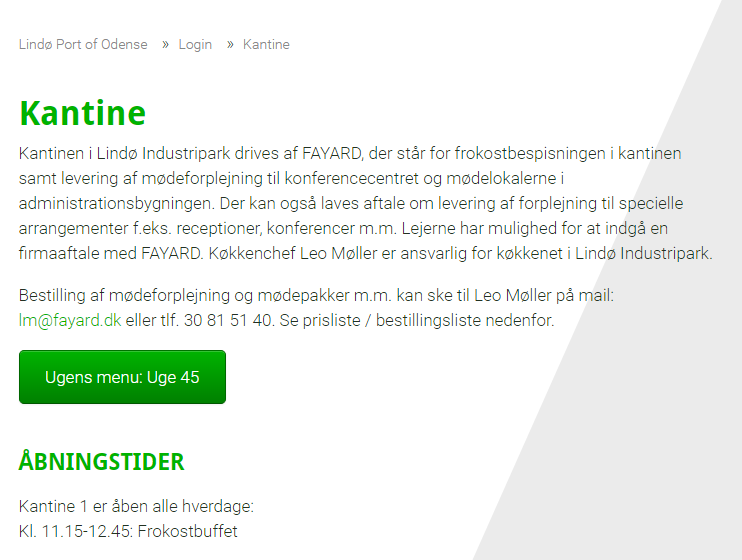 Lindø Port of Odense » Login » Kantine
Kantine
Kantinen i Lindø Industripark drives af FAYARD, der står for frokostbespisningen i kantinen
samt levering af mødeforplejning til konferencecentret og mødelokalerne i
administrationsbygningen. Der kan også laves aftale om levering af forplejning til specielle
arrangementer f.eks. receptioner, konferencer m.m. Lejerne har mulighed for at indgå en
firmaaftale med FAYARD. Køkkenchef Leo Møller er ansvarlig for køkkenet i Lindø Industripark.
Bestilling af mødeforplejning og mødepakker m.m. kan ske til Leo Møller på mail:
lm@fayard.dk eller tlf. 30 81 51 40. Se prisliste / bestillingsliste nedenfor.
Ugens menu: Uge 45
ÅBNINGSTIDER
Kantine 1 er åben alle hverdage:
Kl. 11.15-12.45: Frokostbuffet